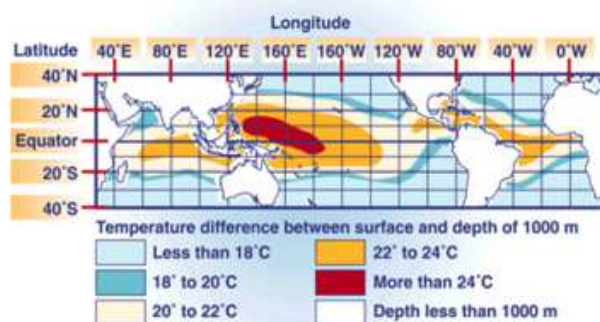 Longitude
Latitude 40°E 80°E 120°E 160°E 160°W 120°W 80°W 40°W 0°W
40°N
20°N
Equator
20°S
40°S
Temperature difference between surface and depth of 1000 m
Less than 18°C 22° to 24°C
18° to 20°C More than 24°C
20° to 22°C Depth less than 1000 m